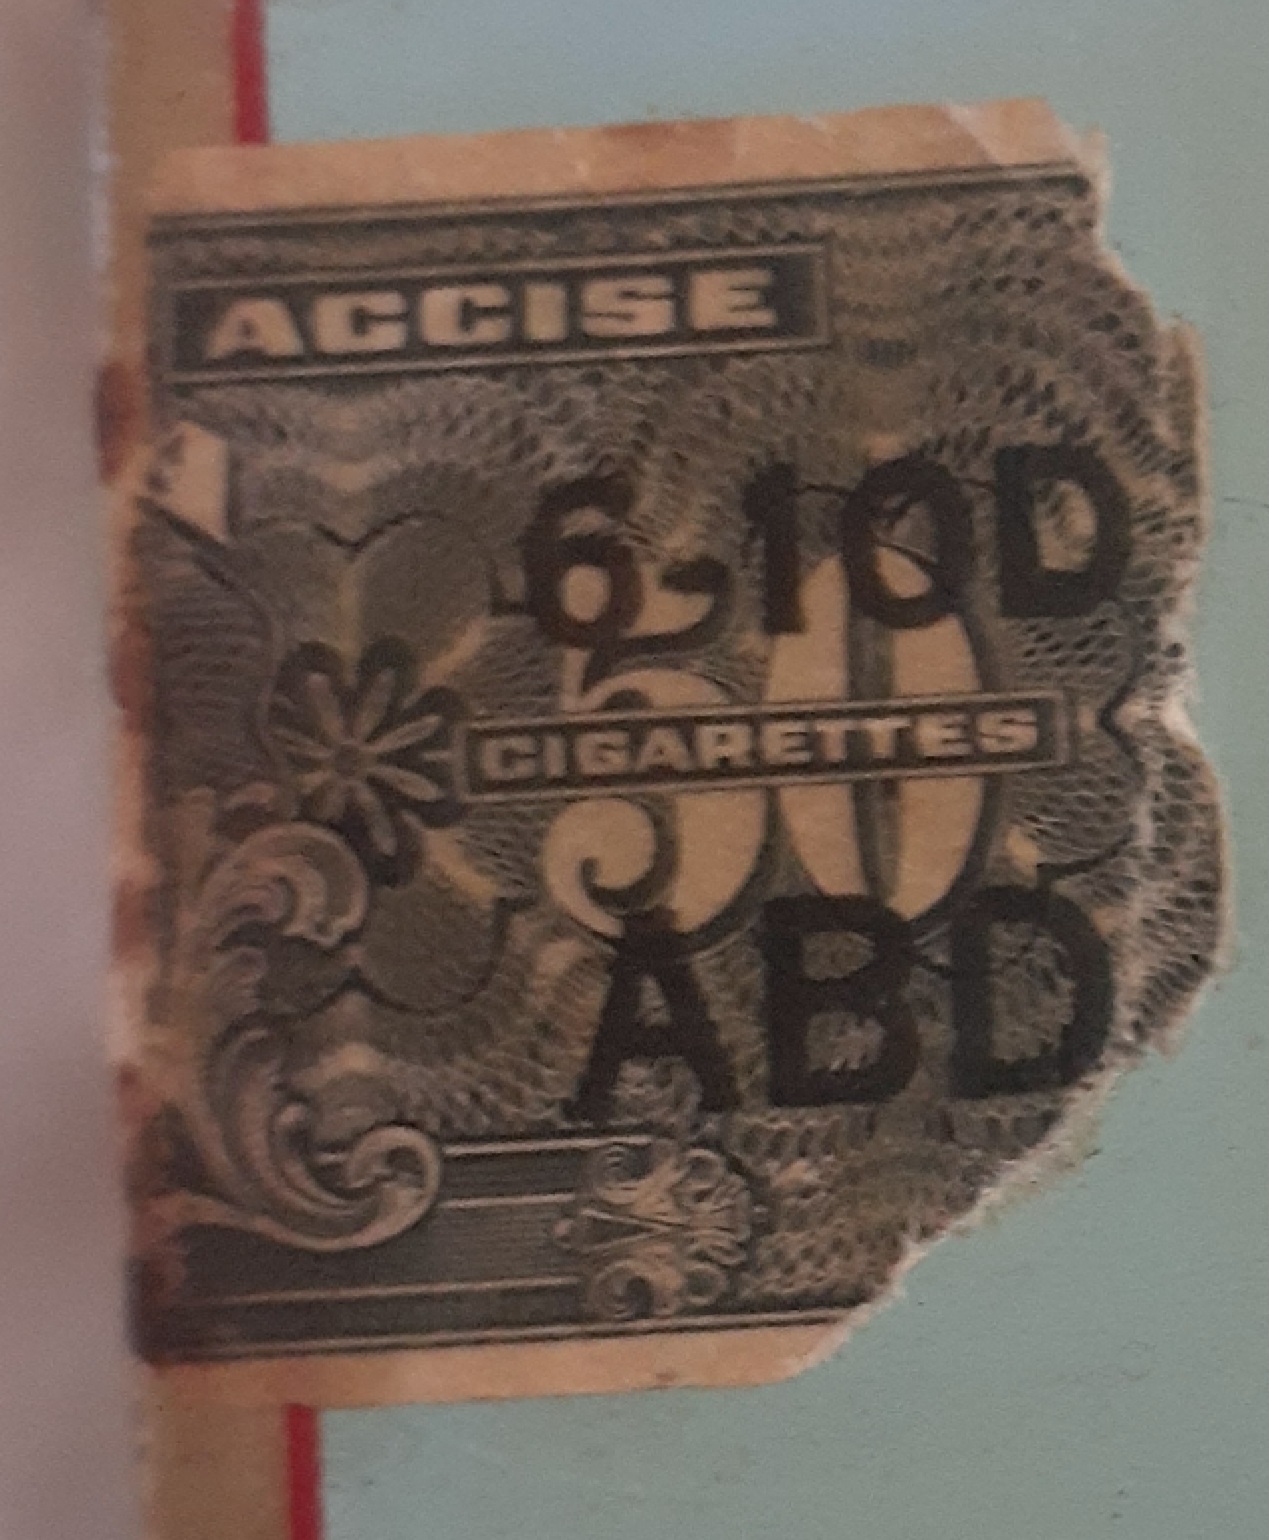 ACCISE
6-10D
50
CIGARETTES
ABD